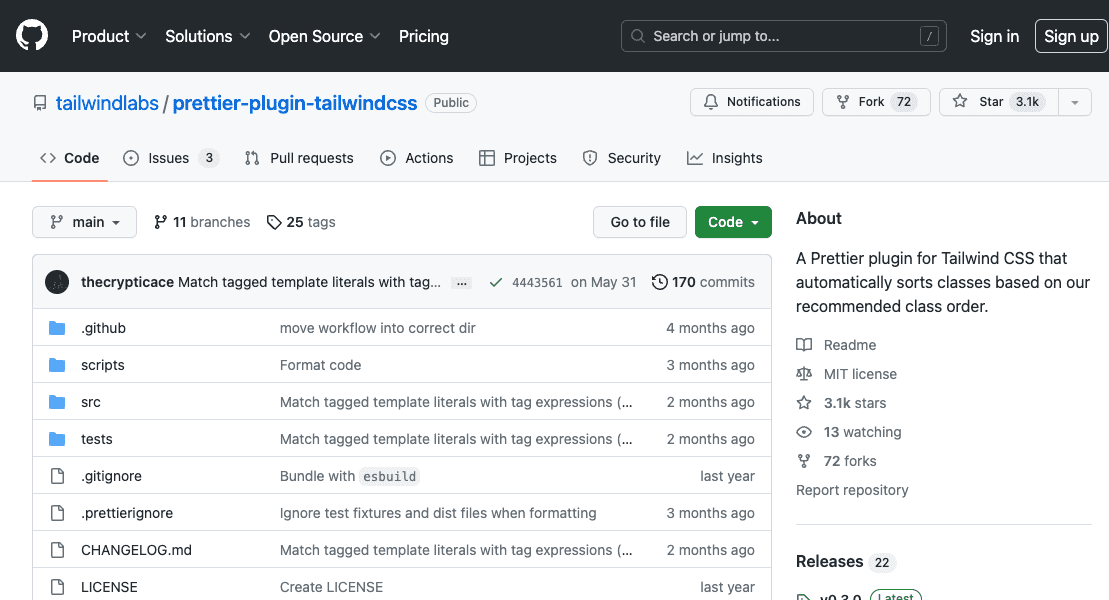 Product Solutions Open Source Pricing Search or jump to... / Sign in Sign up
tailwindlabs / prettier-plugin-tailwindcss Public Notifications Fork 72 Star 3.1k
Code Issues 3 Pull requests Actions Projects Security Insights
main 11 branches 25 tags Go to file Code
thecrypticace Match tagged template literals with tag... ... 4443561 on May 31 170 commits
.github move workflow into correct dir 4 months ago
scripts Format code 3 months ago
src Match tagged template literals with tag expressions (... 2 months ago
tests Match tagged template literals with tag expressions (... 2 months ago
.gitignore Bundle with esbuild last year
.prettierignore Ignore test fixtures and dist files when formatting 3 months ago
CHANGELOG.md Match tagged template literals with tag expressions (... 2 months ago
LICENSE Create LICENSE last year
About
A Prettier plugin for Tailwind CSS that
automatically sorts classes based on our
recommended class order.
Readme
MIT license
3.1k stars
13 watching
72 forks
Report repository
Releases 22
v0.3.0 Latest